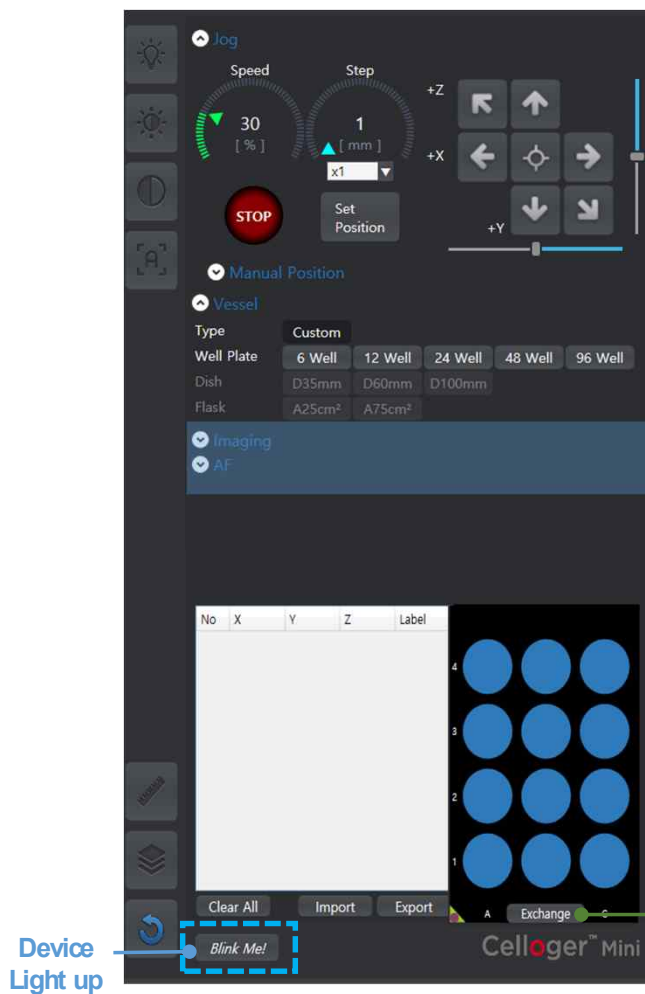 Jog
Speed Step
30
[ % ]
1
[ mm ]
x1
+Z
+X
+Y
STOP
Set
Position
Manual Position
Vessel
Type Custom
Well Plate 6 Well 12 Well 24 Well 48 Well 96 Well
Dish D35mm D60mm D100mm
Flask A25cm² A75cm²
Imaging
AF
No X Y Z Label
4
3
2
1
A Exchange C
Clear All Import Export
Blink Me!
Device
Light up
Celloger™ Mini
[A]